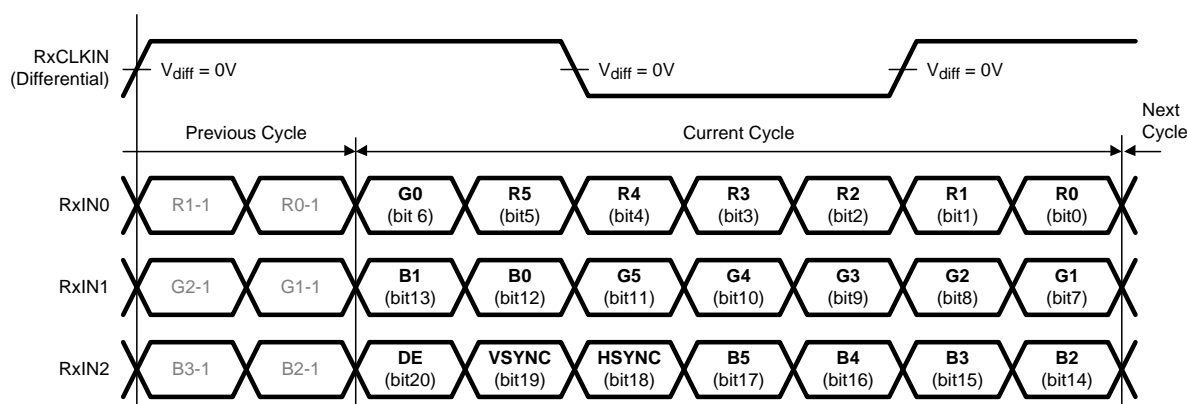 RxCLKIN
(Differential)
Vdiff = 0V
Vdiff = 0V
Vdiff = 0V
Previous Cycle
Current Cycle
Next
Cycle
RxIN0
R1-1
R0-1
G0
(bit 6)
R5
(bit5)
R4
(bit4)
R3
(bit3)
R2
(bit2)
R1
(bit1)
R0
(bit0)
RxIN1
G2-1
G1-1
B1
(bit13)
B0
(bit12)
G5
(bit11)
G4
(bit10)
G3
(bit9)
G2
(bit8)
G1
(bit7)
RxIN2
B3-1
B2-1
DE
(bit20)
VSYNC
(bit19)
HSYNC
(bit18)
B5
(bit17)
B4
(bit16)
B3
(bit15)
B2
(bit14)